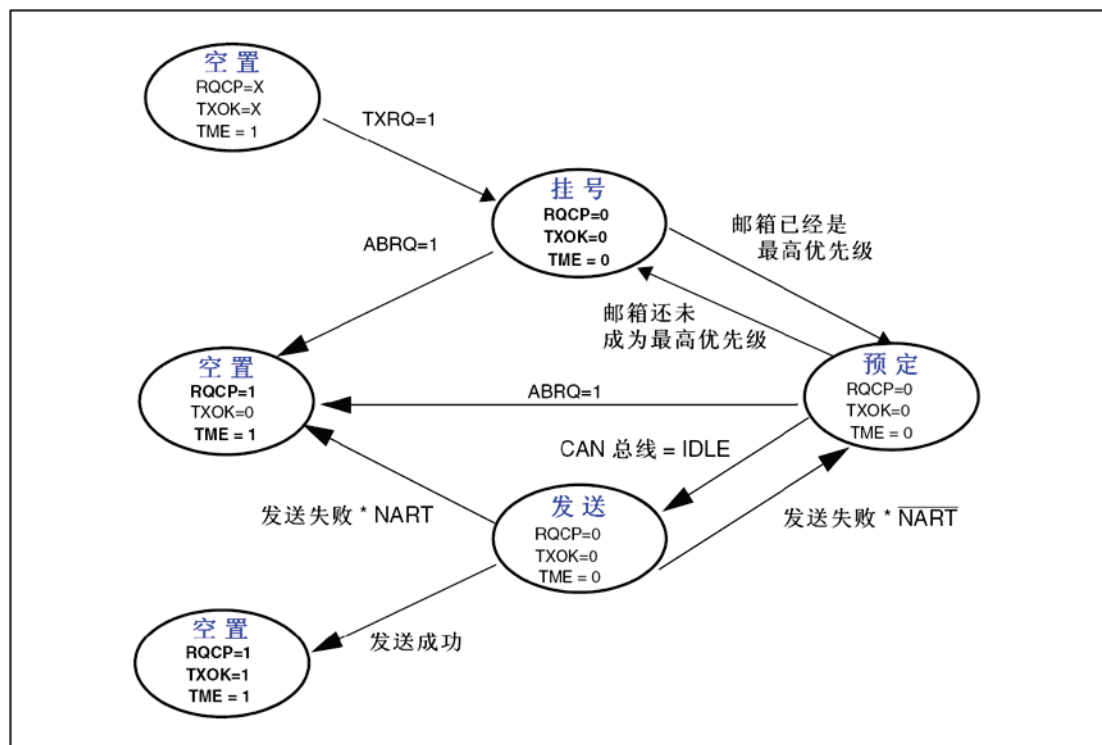 空置
RQCP=X
TXOK=X
TME = 1
TXRQ=1
挂号
RQCP=0
TXOK=0
TME = 0
ABRQ=1
邮箱已经是
最高优先级
邮箱还未
成为最高优先级
空置
RQCP=1
TXOK=0
TME = 1
ABRQ=1
预定
RQCP=0
TXOK=0
TME = 0
CAN 总线 = IDLE
发送
RQCP=0
TXOK=0
TME = 0
发送失败 * NART
发送失败 * N̅A̅R̅T̅
发送成功
空置
RQCP=1
TXOK=1
TME = 1